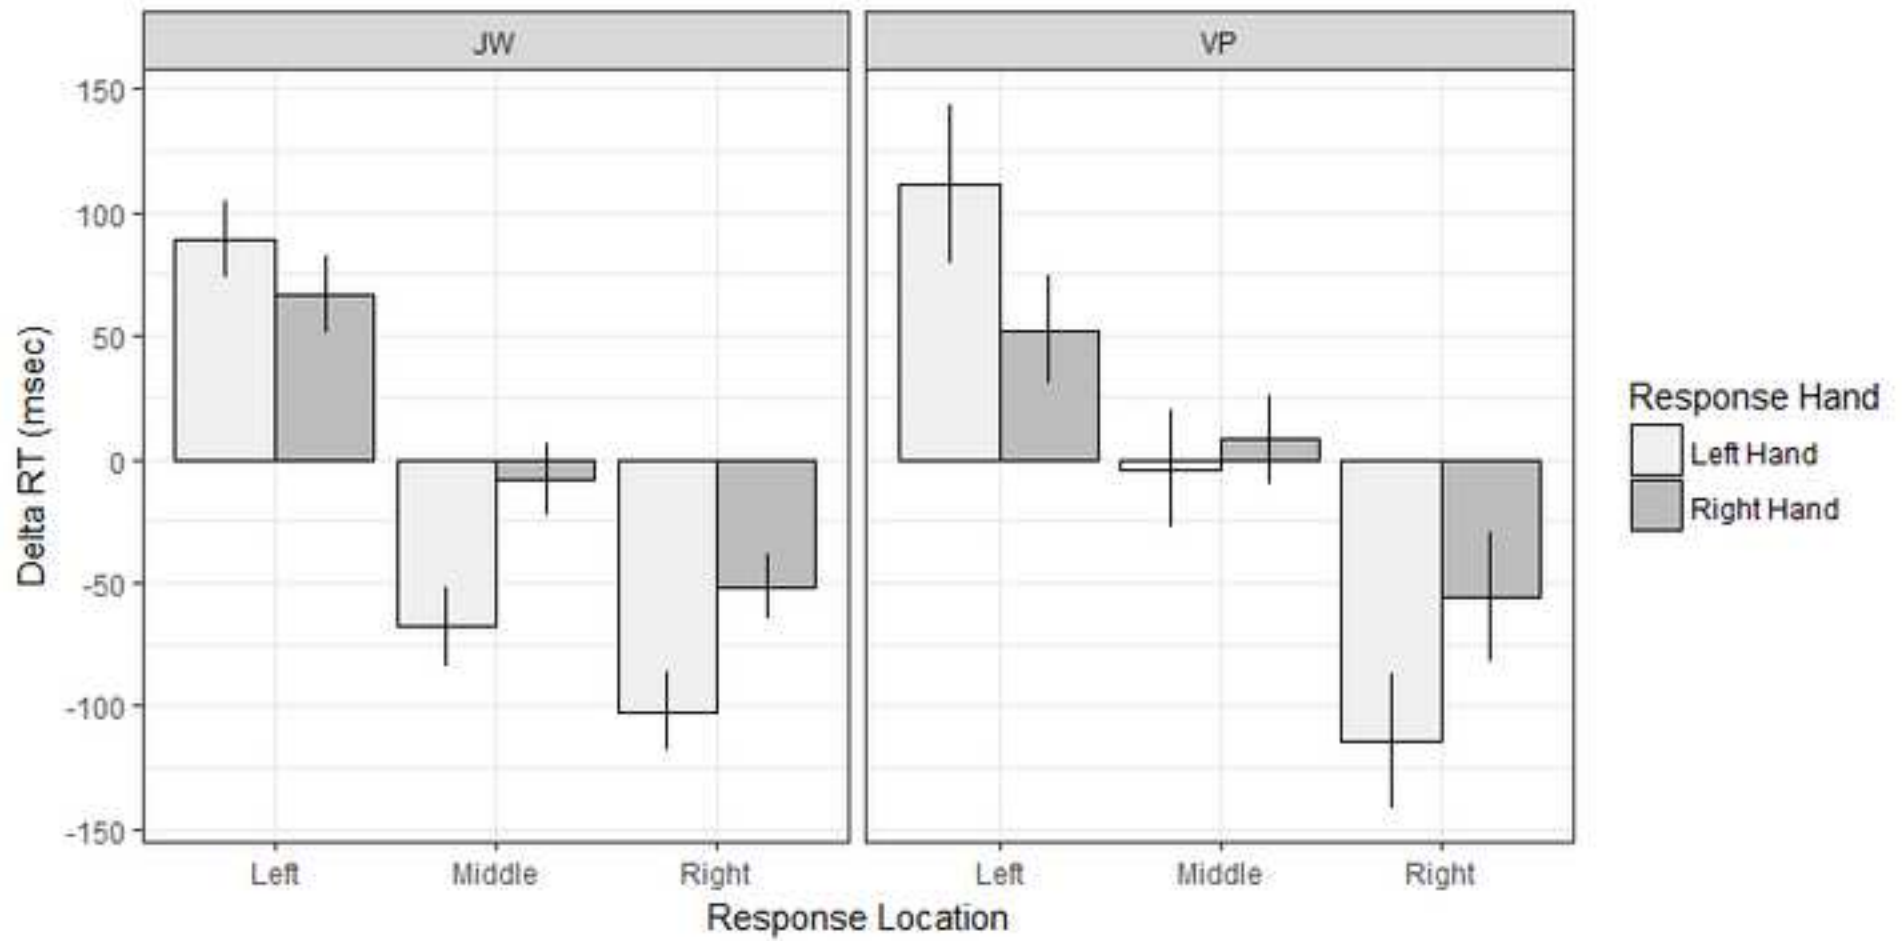 JW
VP
150
100
50
0
-50
-100
-150
Delta RT (msec)
Left
Middle
Right
Left
Middle
Right
Response Location
Response Hand
Left Hand
Right Hand